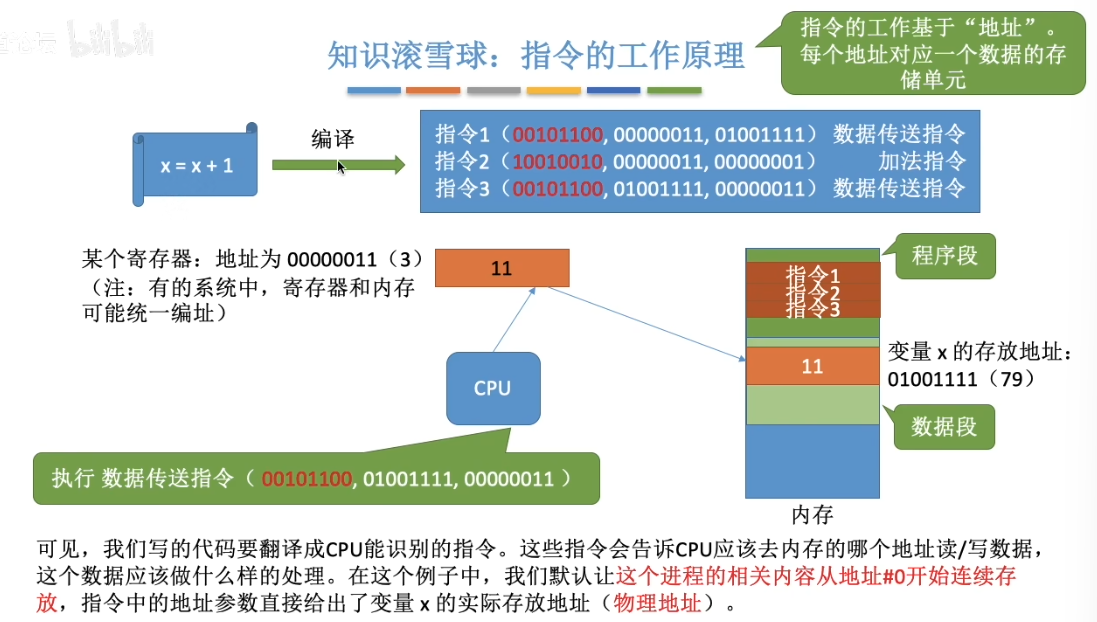 bilibili
知识滚雪球：指令的工作原理
指令的工作基于“地址”。
每个地址对应一个数据的存
储单元
x = x + 1
编译
指令1（00101100, 00000011, 01001111） 数据传送指令
指令2（10010010, 00000011, 00000001） 加法指令
指令3（00101100, 01001111, 00000011） 数据传送指令
某个寄存器：地址为 00000011（3）
（注：有的系统中，寄存器和内存
可能统一编址）
11
CPU
执行 数据传送指令（ 00101100, 01001111, 00000011 ）
程序段
指令1
指令2
指令3
11
变量 x 的存放地址：
01001111（79）
数据段
内存
可见，我们写的代码要翻译成CPU能识别的指令。这些指令会告诉CPU应该去内存的哪个地址读/写数据，
这个数据应该做什么样的处理。在这个例子中，我们默认让这个进程的相关内容从地址#0开始连续存
放，指令中的地址参数直接给出了变量 x 的实际存放地址（物理地址）。